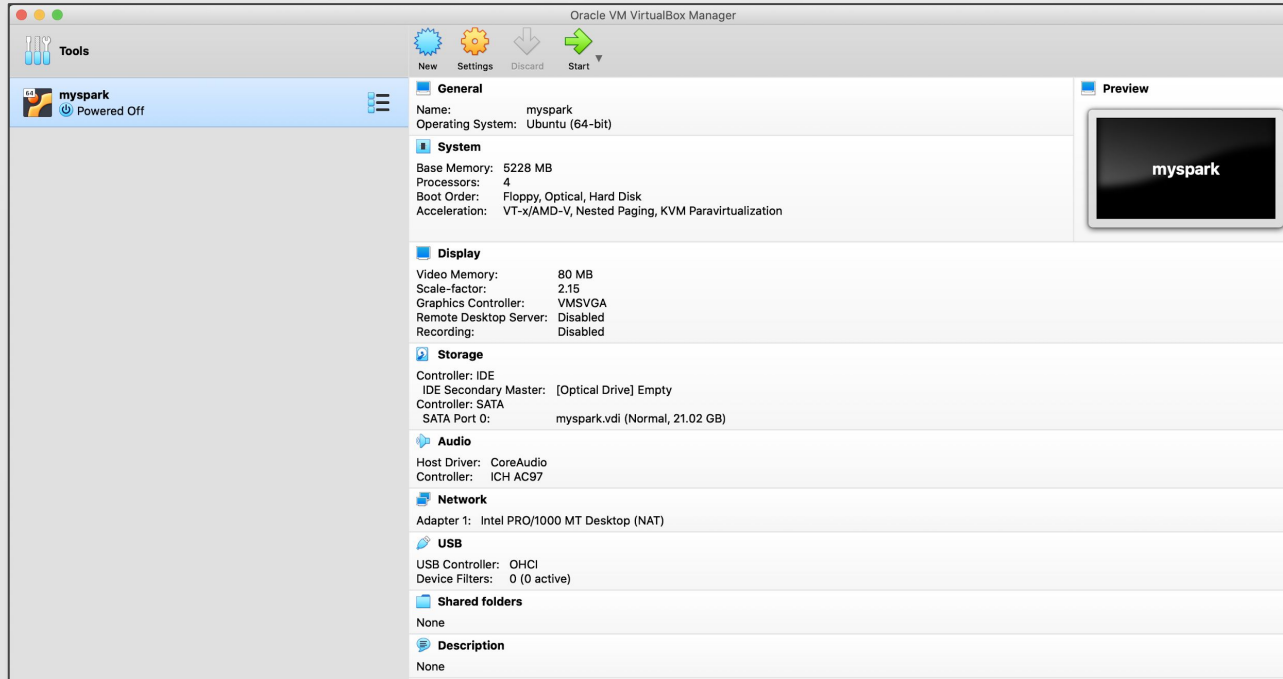 Oracle VM VirtualBox Manager
Tools
New Settings Discard Start
64
myspark
Powered Off
General
Name: myspark
Operating System: Ubuntu (64-bit)
System
Base Memory: 5228 MB
Processors: 4
Boot Order: Floppy, Optical, Hard Disk
Acceleration: VT-x/AMD-V, Nested Paging, KVM Paravirtualization
Display
Video Memory: 80 MB
Scale-factor: 2.15
Graphics Controller: VMSVGA
Remote Desktop Server: Disabled
Recording: Disabled
Storage
Controller: IDE
IDE Secondary Master: [Optical Drive] Empty
Controller: SATA
SATA Port 0: myspark.vdi (Normal, 21.02 GB)
Audio
Host Driver: CoreAudio
Controller: ICH AC97
Network
Adapter 1: Intel PRO/1000 MT Desktop (NAT)
USB
USB Controller: OHCI
Device Filters: 0 (0 active)
Shared folders
None
Description
None
Preview
myspark